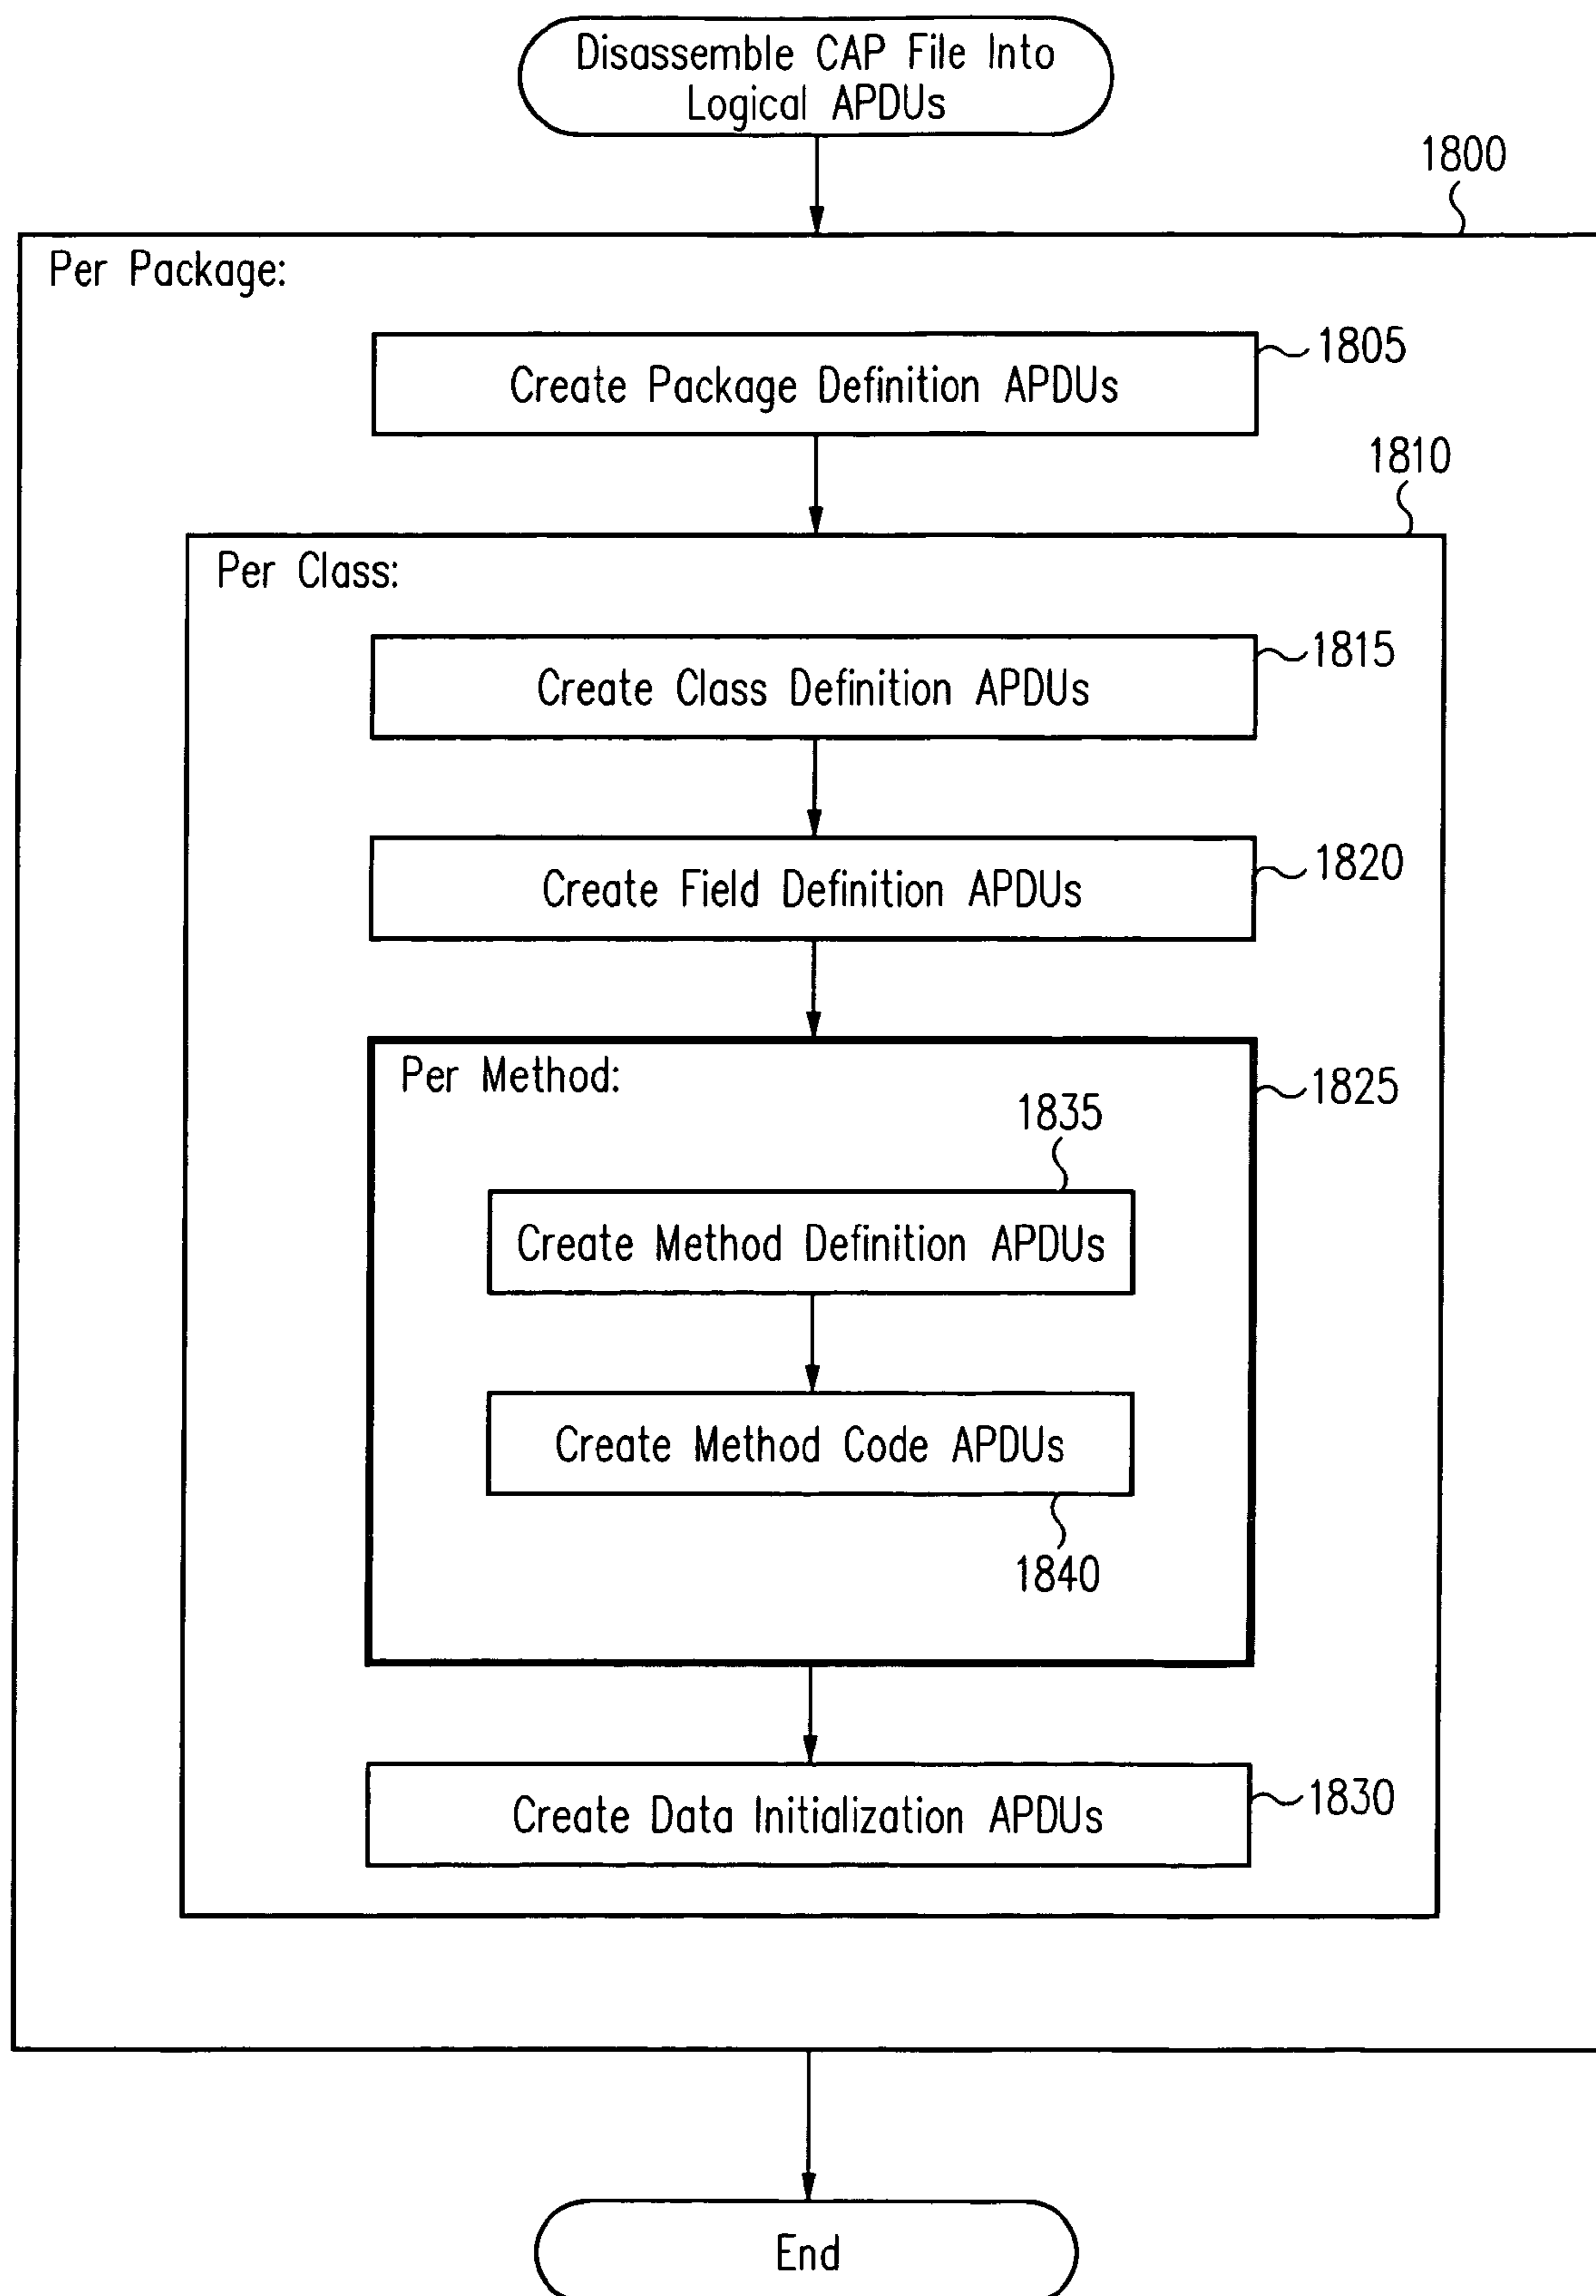 Disassemble CAP File Into
Logical APDUs
1800
Per Package:
1805
Create Package Definition APDUs
1810
Per Class:
1815
Create Class Definition APDUs
1820
Create Field Definition APDUs
Per Method:
1825
1835
Create Method Definition APDUs
Create Method Code APDUs
1840
1830
Create Data Initialization APDUs
End